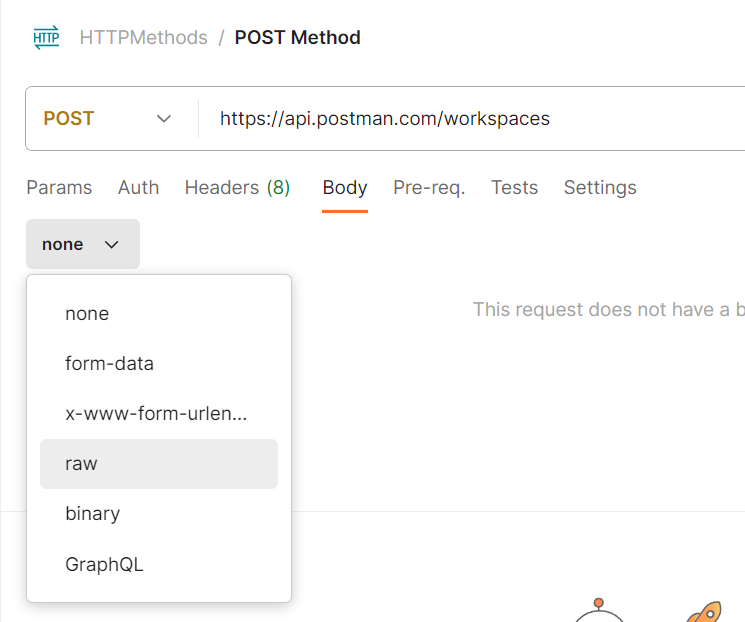 HTTP HTTPMethods / POST Method
POST https://api.postman.com/workspaces
Params Auth Headers (8) Body Pre-req. Tests Settings
none
This request does not have a b
none
form-data
x-www-form-urlen...
raw
binary
GraphQL